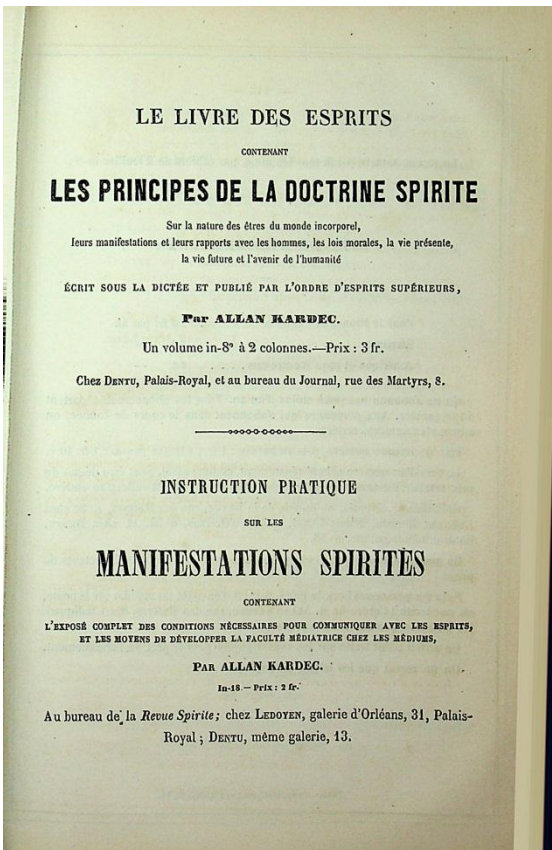 LE LIVRE DES ESPRITS
CONTENANT
LES PRINCIPES DE LA DOCTRINE SPIRITE
Sur la nature des êtres du monde incorporel,
leurs manifestations et leurs rapports avec les hommes, les lois morales, la vie présente,
la vie future et l'avenir de l'humanité
ÉCRIT SOUS LA DICTÉE ET PUBLIÉ PAR L'ORDRE D'ESPRITS SUPÉRIEURS,
Par ALLAN KARDEC.
Un volume in-8° à 2 colonnes.—Prix : 3 fr.
Chez DENTU, Palais-Royal, et au bureau du Journal, rue des Martyrs, 8.
INSTRUCTION PRATIQUE
SUR LES
MANIFESTATIONS SPIRITES
CONTENANT
L'EXPOSÉ COMPLET DES CONDITIONS NÉCESSAIRES POUR COMMUNIQUER AVEC LES ESPRITS,
ET LES MOYENS DE DÉVELOPPER LA FACULTÉ MÉDIATRICE CHEZ LES MÉDIUMS,
PAR ALLAN KARDEC.
In-18 — Prix : 2 fr.
Au bureau de la Revue Spirite; chez LEDOYEN, galerie d'Orléans, 31, Palais-
Royal ; DENTU, même galerie, 13.